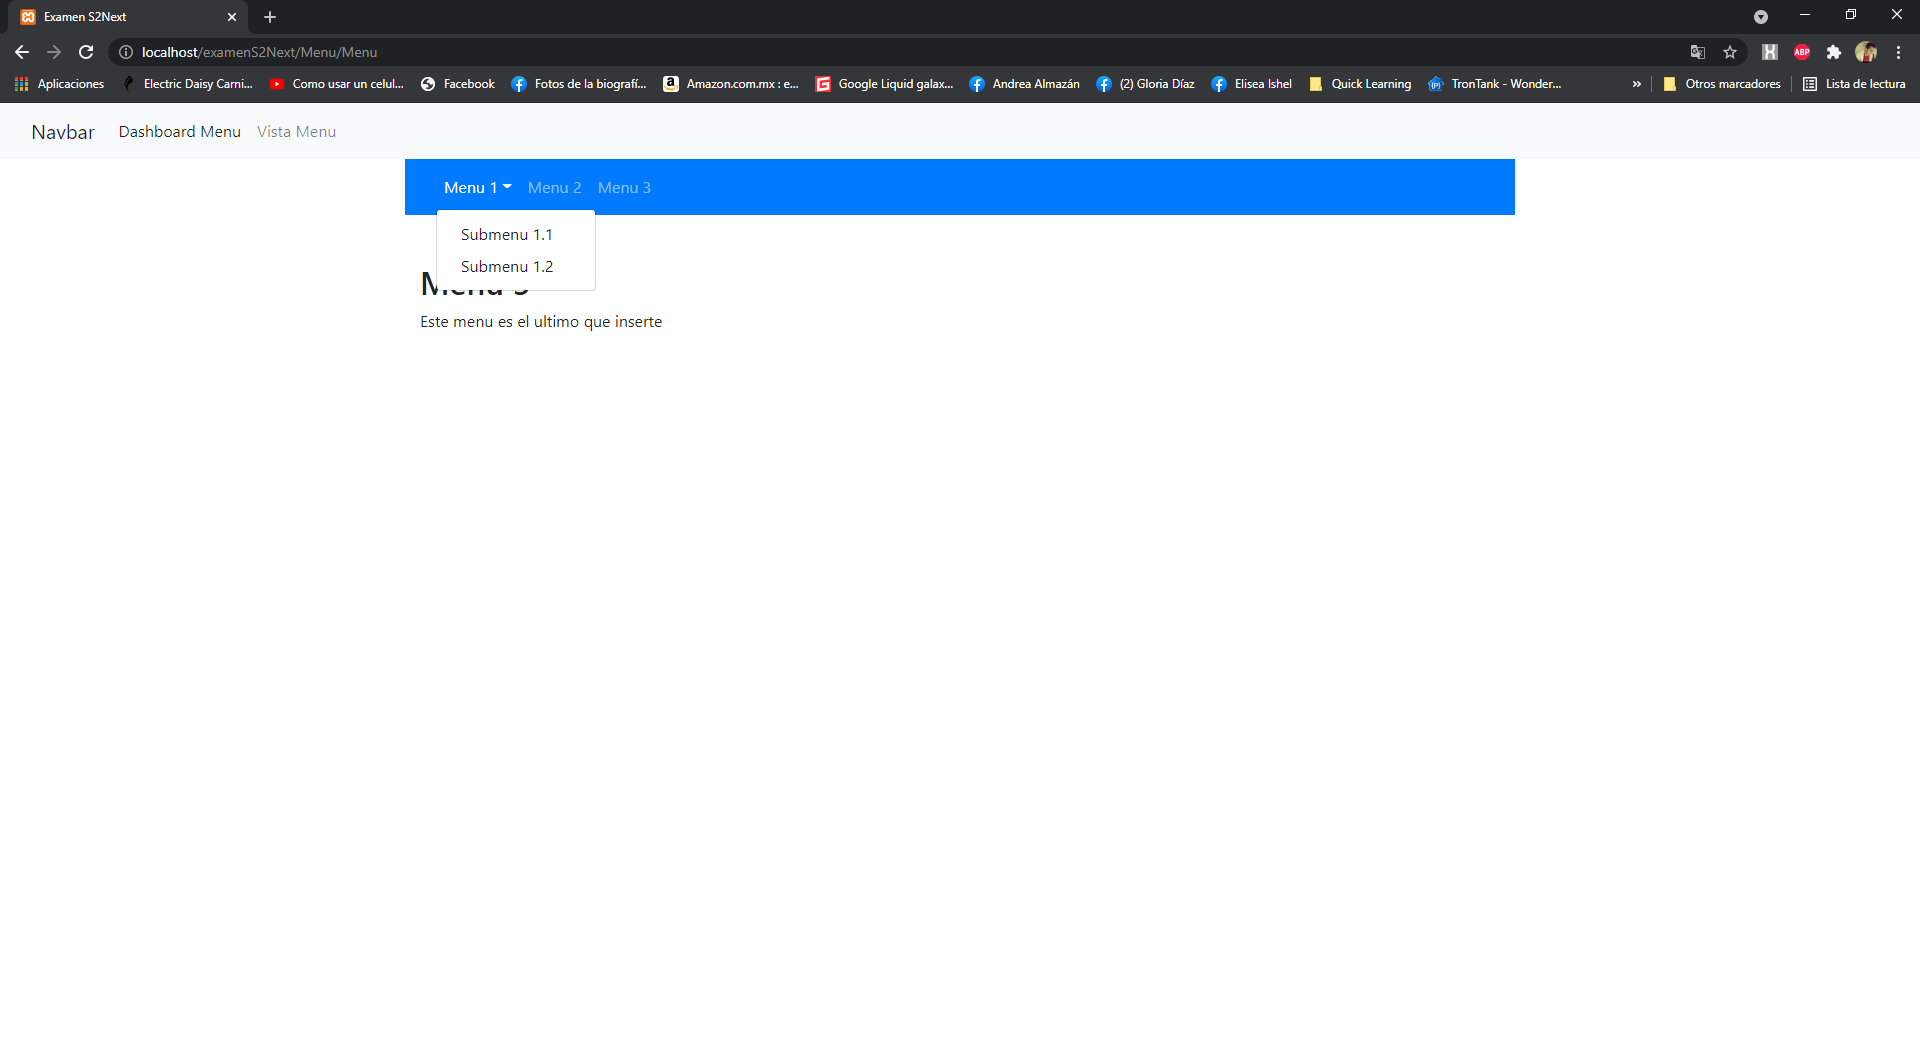 Examen S2Next
localhost/examenS2Next/Menu/Menu
ABP
Aplicaciones Electric Daisy Carni... Como usar un celul... Facebook Fotos de la biografí... Amazon.com.mx : e... Google Liquid galax... Andrea Almazán (2) Gloria Díaz Elisea Ishel Quick Learning TronTank - Wonder... » Otros marcadores Lista de lectura
Navbar Dashboard Menu Vista Menu
Menu 1 Menu 2 Menu 3
Submenu 1.1
Submenu 1.2
Este menu es el ultimo que inserte